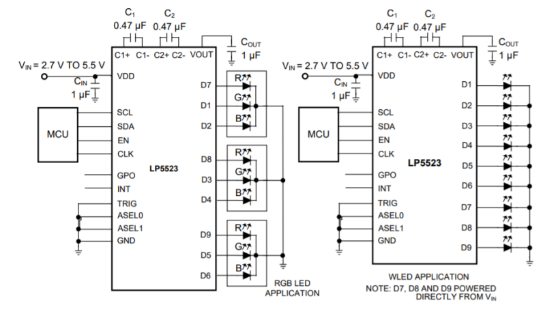 C1
0.47 µF
C2
0.47 µF
COUT
1 µF
C1+ C1- C2+ C2- VOUT
VIN = 2.7 V TO 5.5 V
CIN
1 µF
VDD
MCU
SCL
SDA
EN
CLK
GPO
INT
TRIG
ASEL0
ASEL1
GND
LP5523
D7
D1
D2
D8
D3
D4
D9
D5
D6
R
G
B
R
G
B
R
G
B
RGB LED
APPLICATION
C1
0.47 µF
C2
0.47 µF
COUT
1 µF
C1+ C1- C2+ C2- VOUT
VIN = 2.7 V TO 5.5 V
CIN
1 µF
VDD
MCU
SCL
SDA
EN
CLK
GPO
INT
TRIG
ASEL0
ASEL1
GND
LP5523
D1
D2
D3
D4
D5
D6
D7
D8
D9
WLED APPLICATION
NOTE: D7, D8 AND D9 POWERED
DIRECTLY FROM VIN